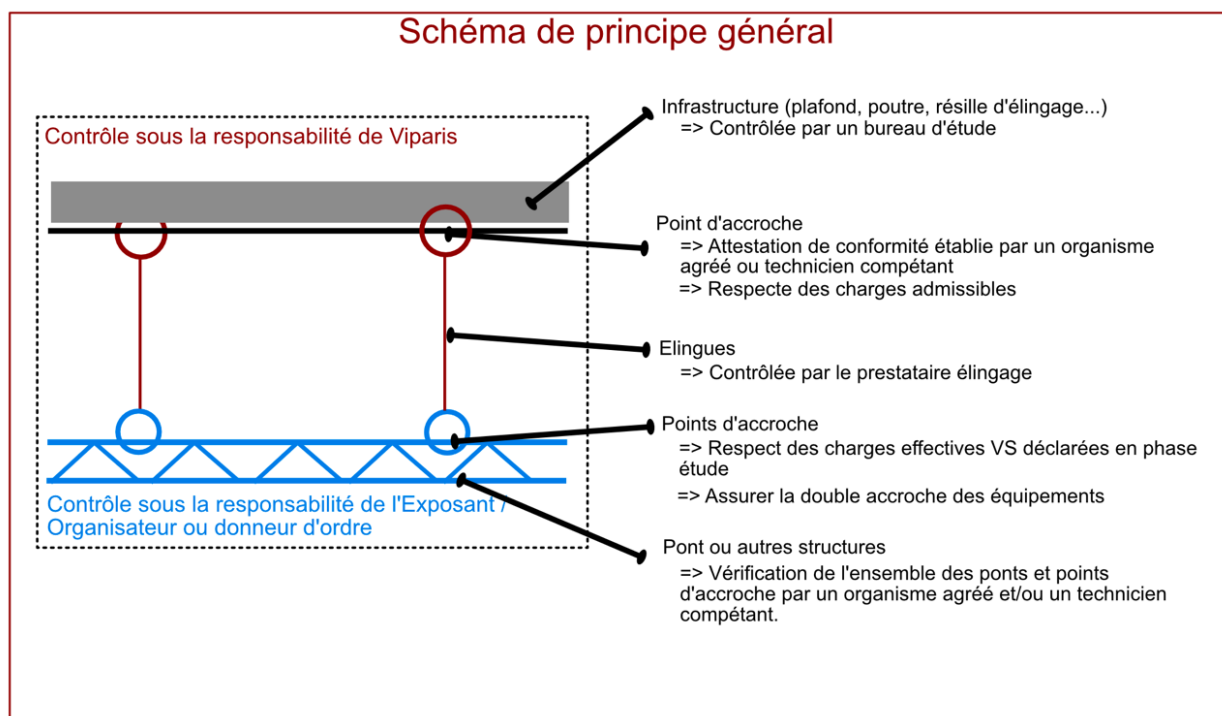 Schéma de principe général
Contrôle sous la responsabilité de Viparis
Infrastructure (plafond, poutre, résille d'élingage...)
=> Contrôlée par un bureau d'étude
Point d'accroche
=> Attestation de conformité établie par un organisme
agréé ou technicien compétant
=> Respecte des charges admissibles
Elingues
=> Contrôlée par le prestataire élingage
Points d'accroche
=> Respect des charges effectives VS déclarées en phase
étude
=> Assurer la double accroche des équipements
Contrôle sous la responsabilité de l'Exposant /
Organisateur ou donneur d'ordre
Pont ou autres structures
=> Vérification de l'ensemble des ponts et points
d'accroche par un organisme agréé et/ou un technicien
compétant.